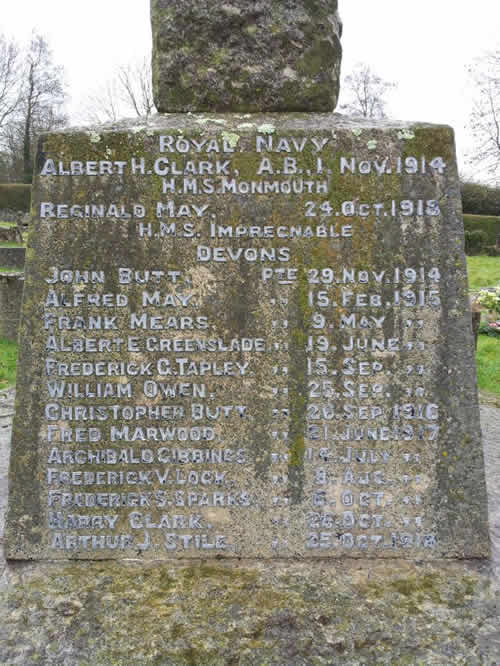 ROYAL NAVY
ALBERT H. CLARK, A.B., 1. NOV. 1914
H.M.S. MONMOUTH
REGINALD MAY. 24. OCT. 1918
H.M.S. IMPREGNABLE
DEVONS
JOHN BUTT PTE 29. NOV. 1914
ALFRED MAY. ,, 15. FEB. 1915
FRANK MEARS. ,, 9. MAY ,,
ALBERT E. GREENSLADE. ,, 19. JUNE ,,
FREDERICK G. TAPLEY ,, 15. SEP. ,,
WILLIAM OWEN. ,, 25. SEP. ,,
CHRISTOPHER BUTT ,, 26. SEP. 1916
FRED MARWOOD. ,, 21. JUNE. 1917
ARCHIBALD GIBBINGS ,, 14. JULY. ,,
FREDERICK V. LOCK. ,, 8. AUG. ,,
FREDERICK S. SPARKS ,, 6. OCT. ,,
HARRY CLARK. ,, 26. OCT. ,,
ARTHUR J. STILE ,, 25. OCT. 1918